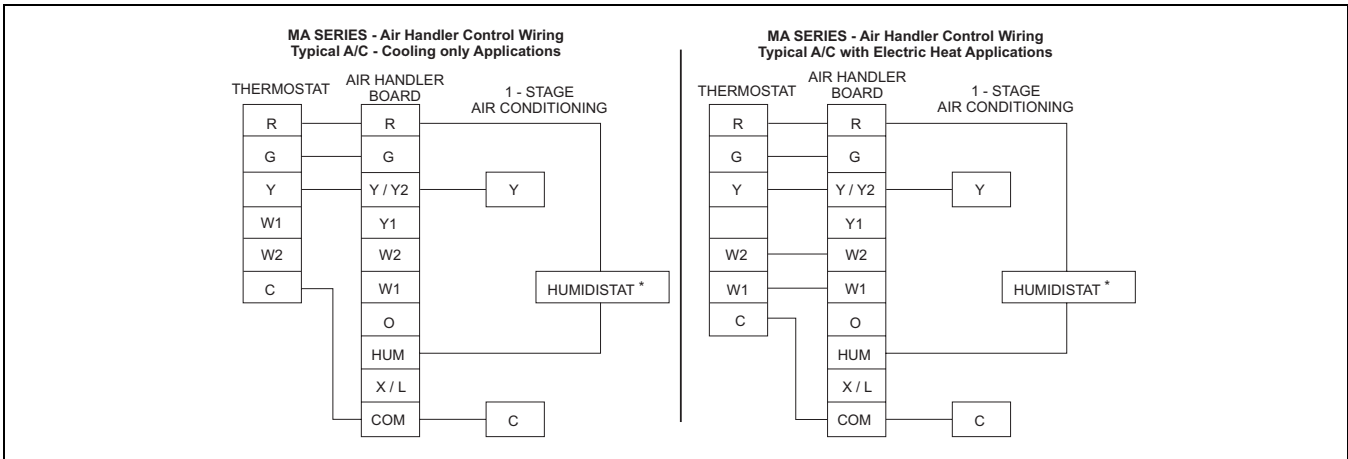 MA SERIES - Air Handler Control Wiring
Typical A/C - Cooling only Applications
THERMOSTAT
AIR HANDLER
BOARD
1 - STAGE
AIR CONDITIONING
R
R
G
G
Y
Y / Y2
Y
W1
Y1
W2
W2
C
W1
HUMIDISTAT *
O
HUM
X / L
COM
C
MA SERIES - Air Handler Control Wiring
Typical A/C with Electric Heat Applications
THERMOSTAT
AIR HANDLER
BOARD
1 - STAGE
AIR CONDITIONING
R
R
G
G
Y
Y / Y2
Y
Y1
W2
W2
W1
W1
HUMIDISTAT *
C
O
HUM
X / L
COM
C